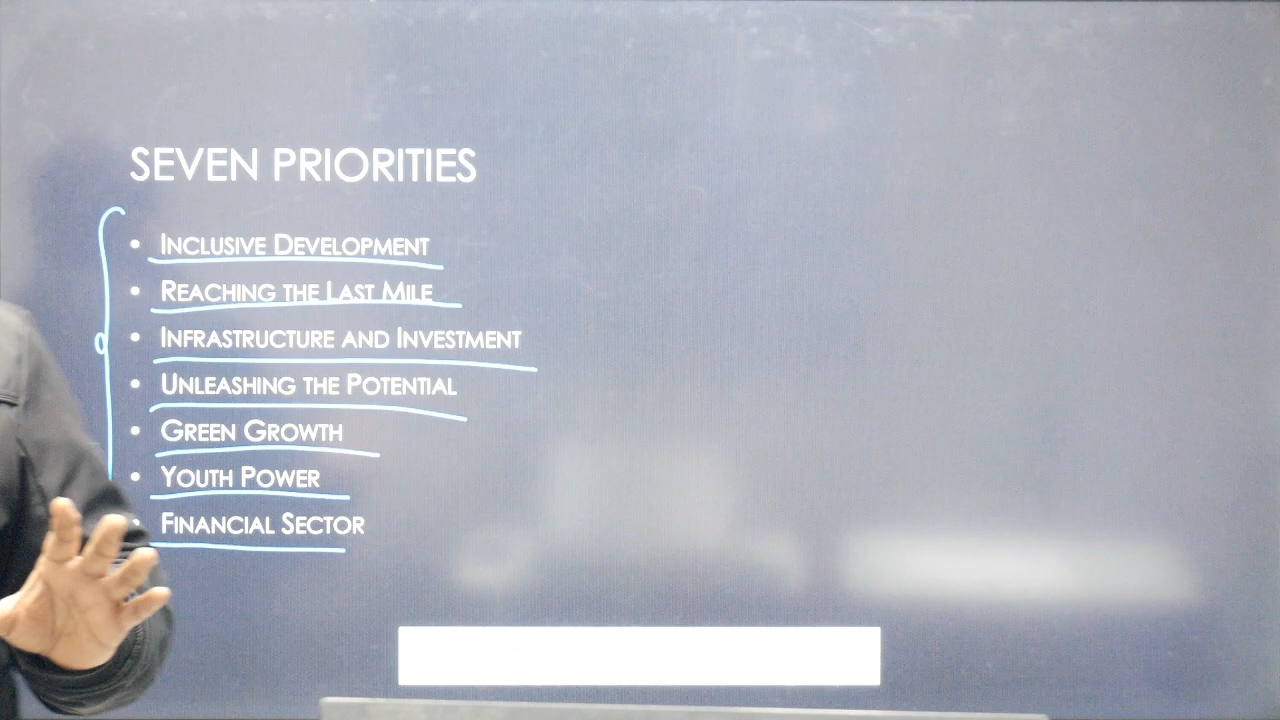 SEVEN PRIORITIES
• INCLUSIVE DEVELOPMENT
• REACHING THE LAST MILE
• INFRASTRUCTURE AND INVESTMENT
• UNLEASHING THE POTENTIAL
• GREEN GROWTH
• YOUTH POWER
• FINANCIAL SECTOR